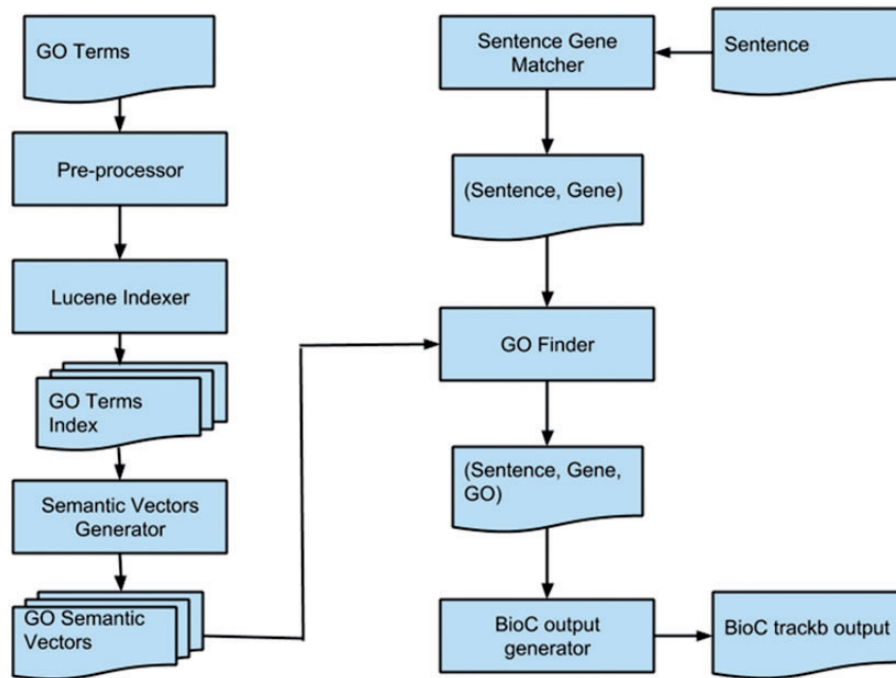 GO Terms
Pre-processor
Lucene Indexer
GO Terms
Index
Semantic Vectors
Generator
GO Semantic
Vectors
Sentence Gene
Matcher
Sentence
(Sentence, Gene)
GO Finder
(Sentence, Gene,
GO)
BioC output
generator
BioC trackb output